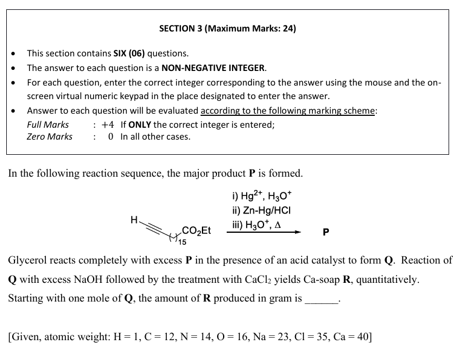 SECTION 3 (Maximum Marks: 24)
• This section contains SIX (06) questions.
• The answer to each question is a NON-NEGATIVE INTEGER.
• For each question, enter the correct integer corresponding to the answer using the mouse and the on-
screen virtual numeric keypad in the place designated to enter the answer.
• Answer to each question will be evaluated according to the following marking scheme:
Full Marks : +4 If ONLY the correct integer is entered;
Zero Marks : 0 In all other cases.
In the following reaction sequence, the major product P is formed.
i) Hg²⁺, H₃O⁺
ii) Zn-Hg/HCl
iii) H₃O⁺, Δ
H
CO₂Et
15
P
Glycerol reacts completely with excess P in the presence of an acid catalyst to form Q. Reaction of
Q with excess NaOH followed by the treatment with CaCl₂ yields Ca-soap R, quantitatively.
Starting with one mole of Q, the amount of R produced in gram is ______.
[Given, atomic weight: H = 1, C = 12, N = 14, O = 16, Na = 23, Cl = 35, Ca = 40]